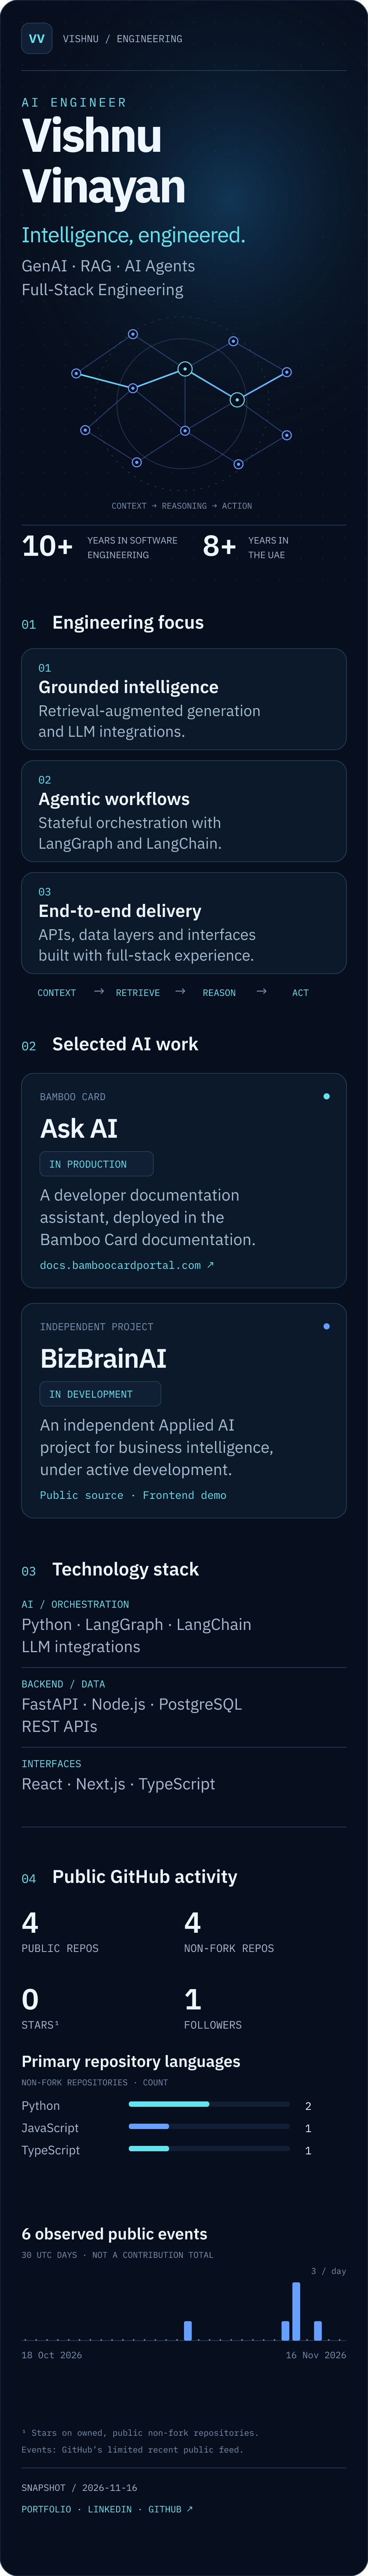 VV
VISHNU / ENGINEERING
AI ENGINEER
Vishnu
Vinayan
Intelligence, engineered.
GenAI · RAG · AI Agents
Full-Stack Engineering
CONTEXT → REASONING → ACTION
10+ YEARS IN SOFTWARE ENGINEERING
8+ YEARS IN THE UAE
01 Engineering focus
01
Grounded intelligence
Retrieval-augmented generation
and LLM integrations.
02
Agentic workflows
Stateful orchestration with
LangGraph and LangChain.
03
End-to-end delivery
APIs, data layers and interfaces
built with full-stack experience.
CONTEXT → RETRIEVE → REASON → ACT
02 Selected AI work
BAMBOO CARD
Ask AI
IN PRODUCTION
A developer documentation
assistant, deployed in the
Bamboo Card documentation.
docs.bamboocardportal.com ↗
INDEPENDENT PROJECT
BizBrainAI
IN DEVELOPMENT
An independent Applied AI
project for business intelligence,
under active development.
Public source · Frontend demo
03 Technology stack
AI / ORCHESTRATION
Python · LangGraph · LangChain
LLM integrations
BACKEND / DATA
FastAPI · Node.js · PostgreSQL
REST APIs
INTERFACES
React · Next.js · TypeScript
04 Public GitHub activity
4 4
PUBLIC REPOS NON-FORK REPOS
0 1
STARS¹ FOLLOWERS
Primary repository languages
NON-FORK REPOSITORIES · COUNT
Python 2
JavaScript 1
TypeScript 1
6 observed public events
30 UTC DAYS · NOT A CONTRIBUTION TOTAL
3 / day
18 Oct 2026 16 Nov 2026
¹ Stars on owned, public non-fork repositories.
Events: GitHub's limited recent public feed.
SNAPSHOT / 2026-11-16
PORTFOLIO · LINKEDIN · GITHUB ↗